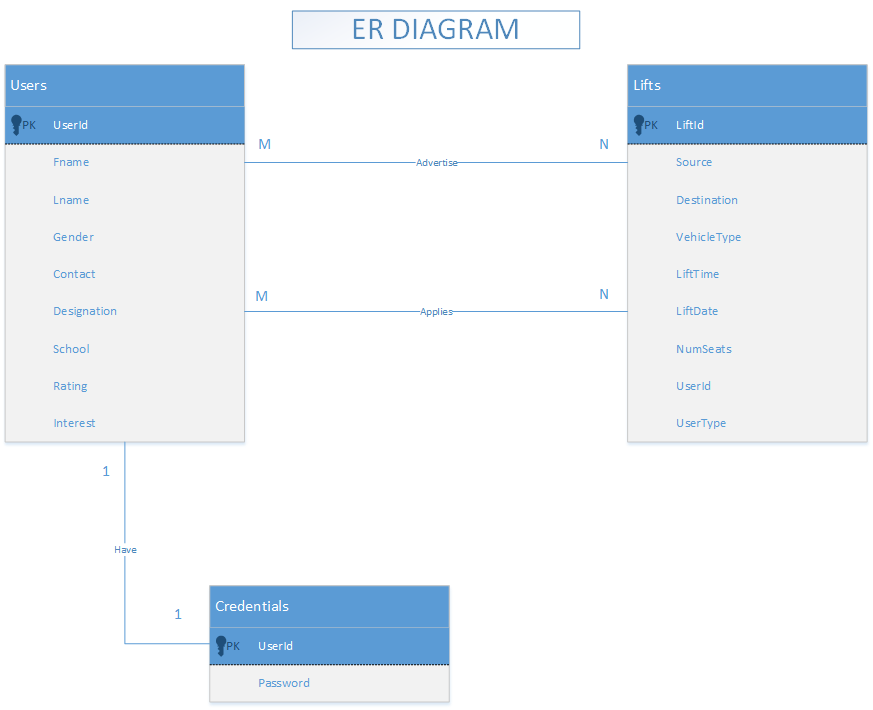 ER DIAGRAM
Users
PK UserId
Fname
Lname
Gender
Contact
Designation
School
Rating
Interest
M
Advertise
N
M
Applies
N
Lifts
PK LiftId
Source
Destination
VehicleType
LiftTime
LiftDate
NumSeats
UserId
UserType
1
Have
1
Credentials
PK UserId
Password